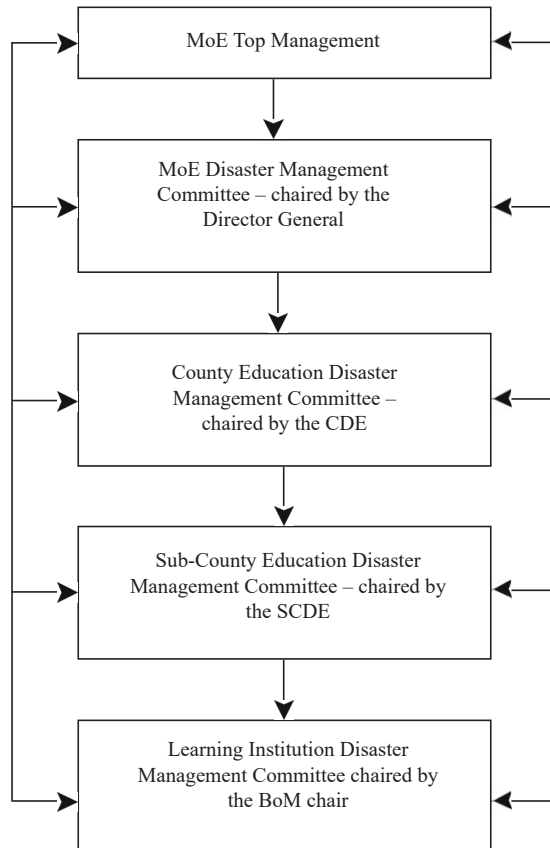 MoE Top Management
MoE Disaster Management
Committee – chaired by the
Director General
County Education Disaster
Management Committee –
chaired by the CDE
Sub-County Education Disaster
Management Committee – chaired by
the SCDE
Learning Institution Disaster
Management Committee chaired by
the BoM chair